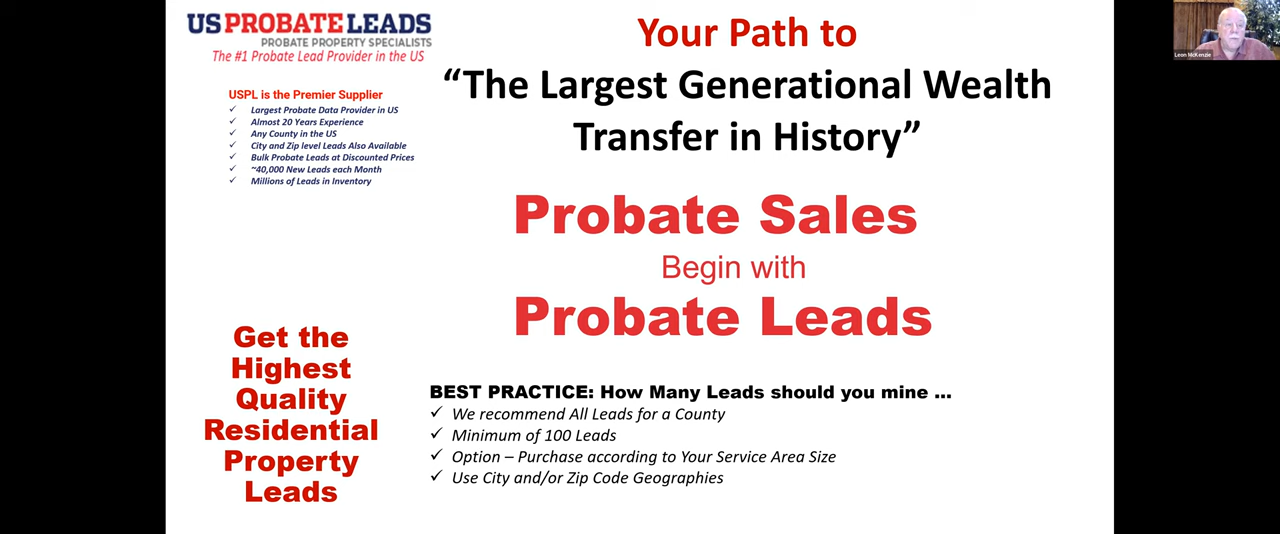 US PROBATE LEADS
PROBATE PROPERTY SPECIALISTS
The #1 Probate Lead Provider in the US
USPL is the Premier Supplier
✓ Largest Probate Data Provider in US
✓ Almost 20 Years Experience
✓ Any County in the US
✓ City and Zip level Leads Also Available
✓ Bulk Probate Leads at Discounted Prices
✓ ~40,000 New Leads each Month
✓ Millions of Leads in Inventory
Get the
Highest
Quality
Residential
Property
Leads
Your Path to
“The Largest Generational Wealth
Transfer in History”
Probate Sales
Begin with
Probate Leads
BEST PRACTICE: How Many Leads should you mine ...
✓ We recommend All Leads for a County
✓ Minimum of 100 Leads
✓ Option – Purchase according to Your Service Area Size
✓ Use City and/or Zip Code Geographies
Leon McKenzie